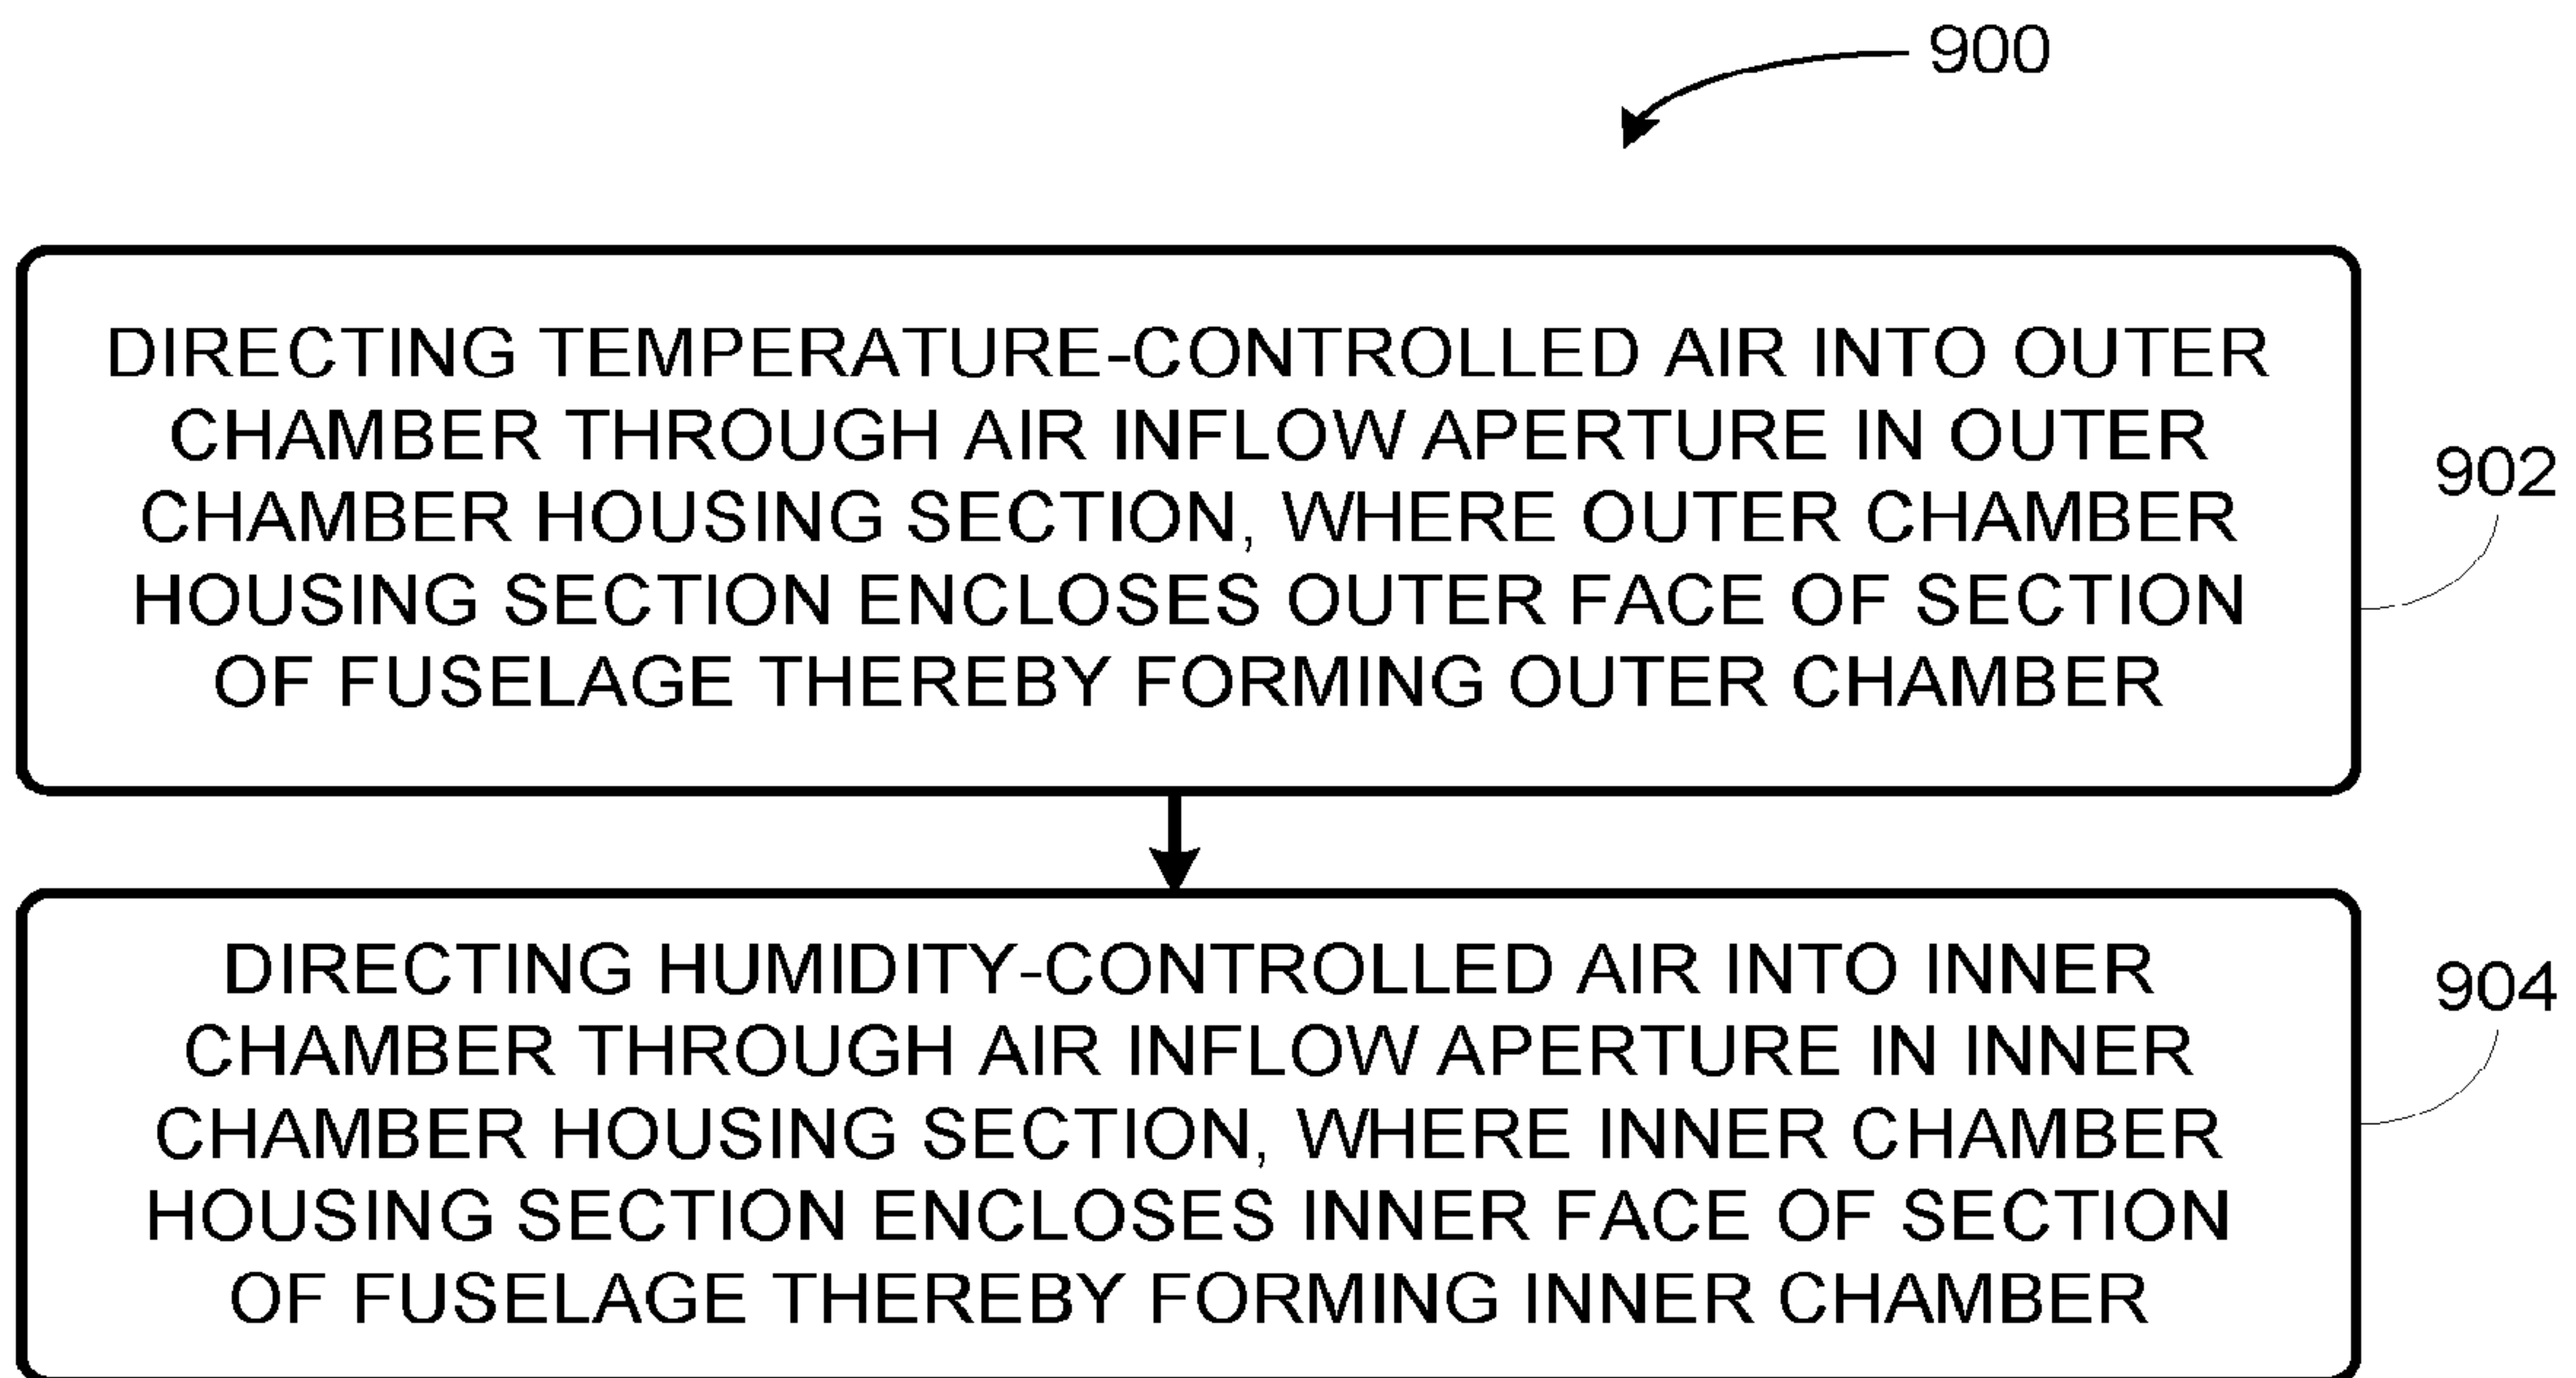 900
DIRECTING TEMPERATURE-CONTROLLED AIR INTO OUTER
CHAMBER THROUGH AIR INFLOW APERTURE IN OUTER
CHAMBER HOUSING SECTION, WHERE OUTER CHAMBER
HOUSING SECTION ENCLOSES OUTER FACE OF SECTION
OF FUSELAGE THEREBY FORMING OUTER CHAMBER
902
DIRECTING HUMIDITY-CONTROLLED AIR INTO INNER
CHAMBER THROUGH AIR INFLOW APERTURE IN INNER
CHAMBER HOUSING SECTION, WHERE INNER CHAMBER
HOUSING SECTION ENCLOSES INNER FACE OF SECTION
OF FUSELAGE THEREBY FORMING INNER CHAMBER
904